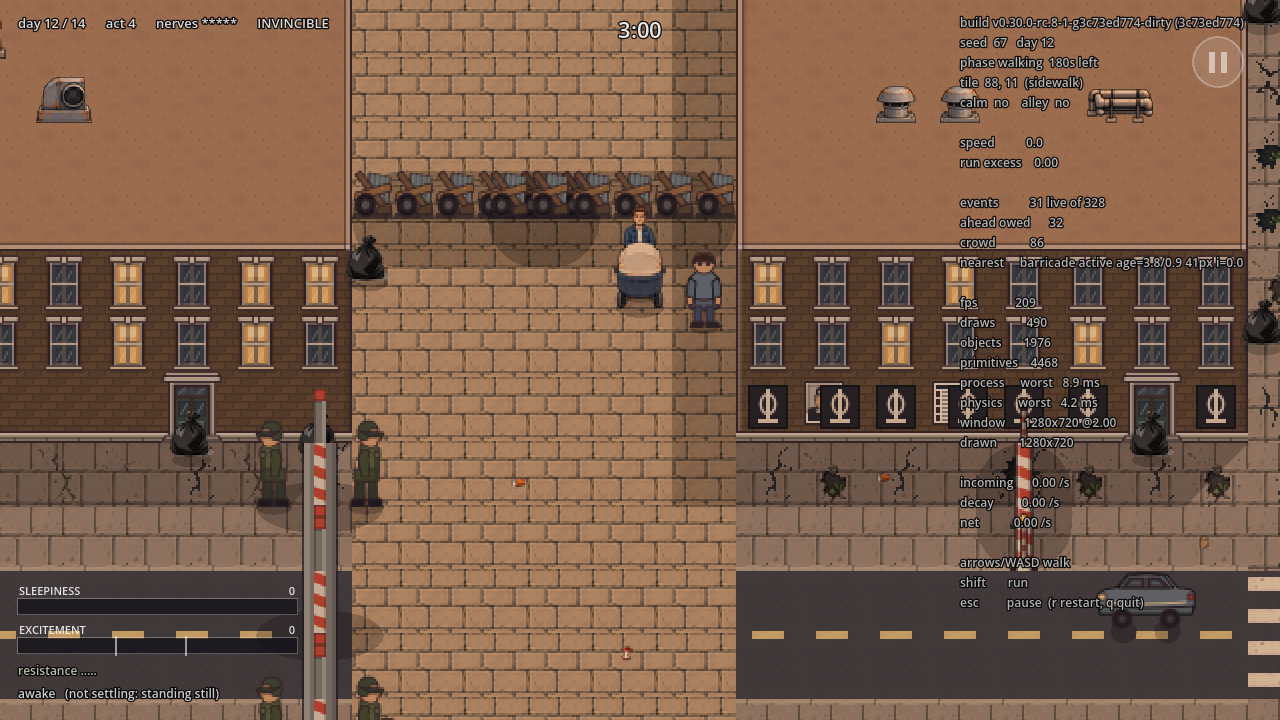 day 12 / 14 act 4 nerves ***** INVINCIBLE
3:00
build v0.30.0-rc.8-1-g3c73ed774-dirty (3c73ed774)
seed 67 day 12
phase walking 180s left
tile 88, 11 (sidewalk)
calm no alley no
speed 0.0
run excess 0.00
events 31 live of 328
ahead owed 32
crowd 86
nearest barricade active age=3.8/0.9 41px i=0.0
fps 209
draws 490
objects 1976
primitives 4468
process worst 8.9 ms
physics worst 4.2 ms
window 1280x720 @2.00
drawn 1280x720
incoming 0.00 /s
decay 0.00 /s
net 0.00 /s
arrows/WASD walk
shift run
esc pause (r restart, q quit)
SLEEPINESS 0
EXCITEMENT 0
resistance .....
awake (not settling: standing still)